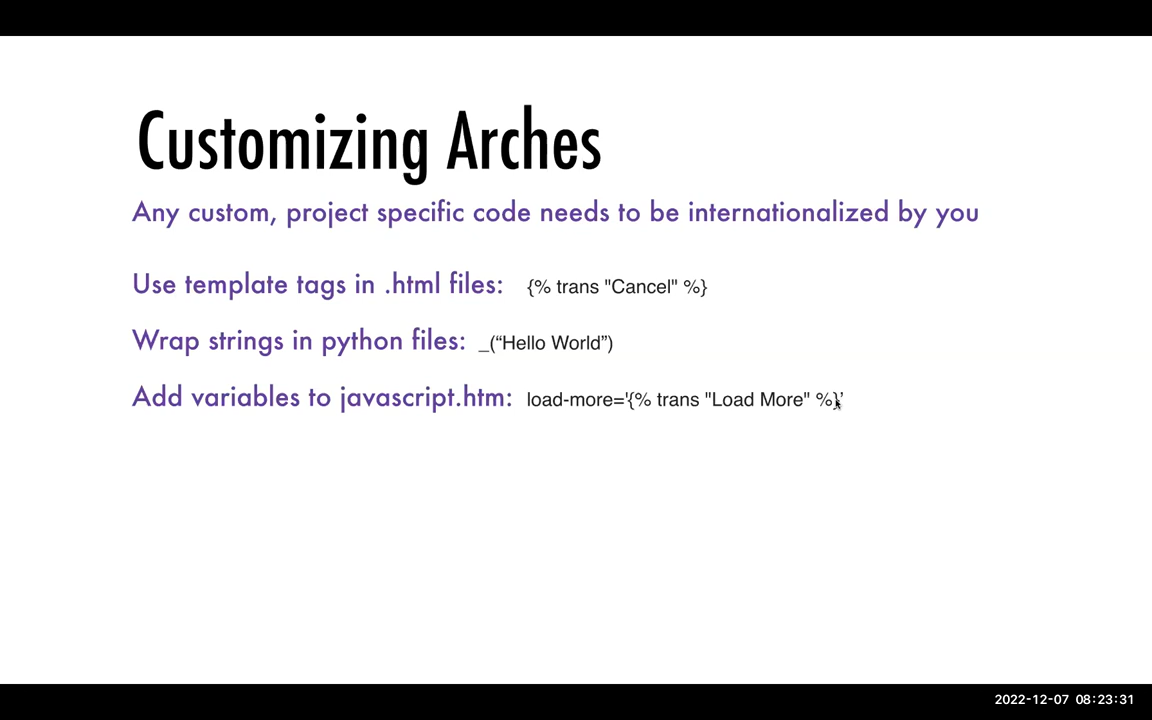 Customizing Arches
Any custom, project specific code needs to be internationalized by you
Use template tags in .html files: {% trans "Cancel" %}
Wrap strings in python files: _(“Hello World”)
Add variables to javascript.htm: load-more='{% trans "Load More" %}’
2022-12-07 08:23:31